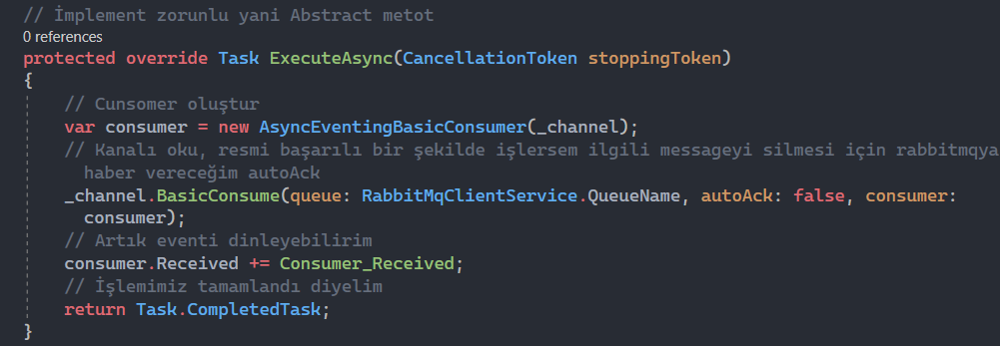 // İmplement zorunlu yani Abstract metot
0 references
protected override Task ExecuteAsync(CancellationToken stoppingToken)
{
// Cunsomer oluştur
var consumer = new AsyncEventingBasicConsumer(_channel);
// Kanalı oku, resmi başarılı bir şekilde işlersem ilgili messageyi silmesi için rabbitmqya
haber vereceğim autoAck
_channel.BasicConsume(queue: RabbitMqClientService.QueueName, autoAck: false, consumer:
consumer);
// Artık eventi dinleyebilirim
consumer.Received += Consumer_Received;
// İşlemimiz tamamlandı diyelim
return Task.CompletedTask;
}